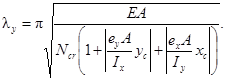 λ_y = π √( EA / ( N_cr ( 1 + | e_y A / I_x y_c | + | e_x A / I_y x_c | ) ) ).